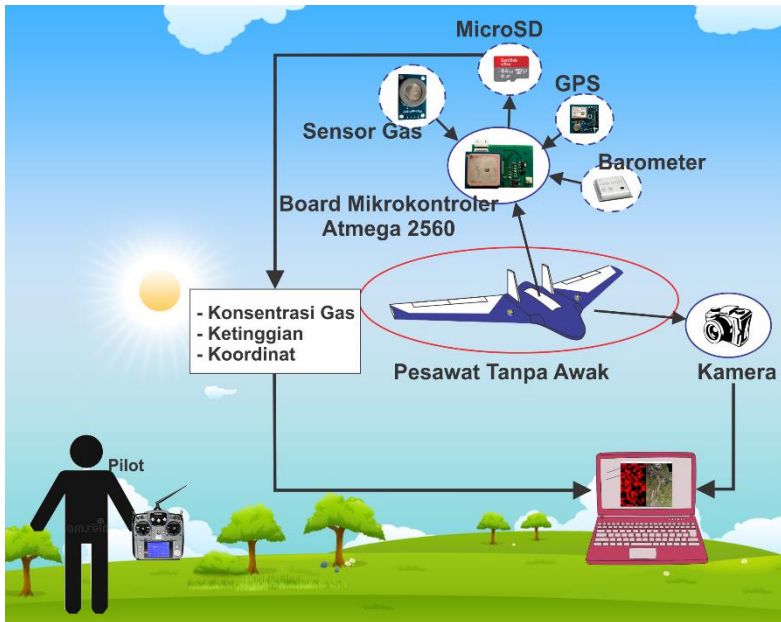 MicroSD
GPS
Sensor Gas
Barometer
Board Mikrokontroler
Atmega 2560
- Konsentrasi Gas
- Ketinggian
- Koordinat
Pesawat Tanpa Awak
Kamera
Pilot